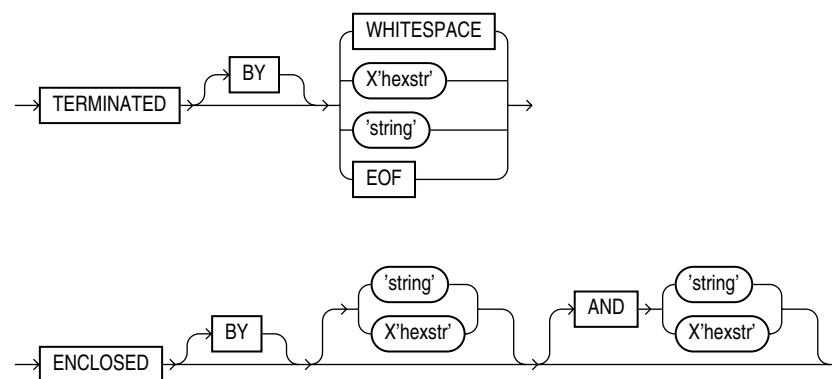 WHITESPACE
BY
X'hexstr'
TERMINATED
'string'
EOF
'string' 'string'
BY AND
X'hexstr' X'hexstr'
ENCLOSED